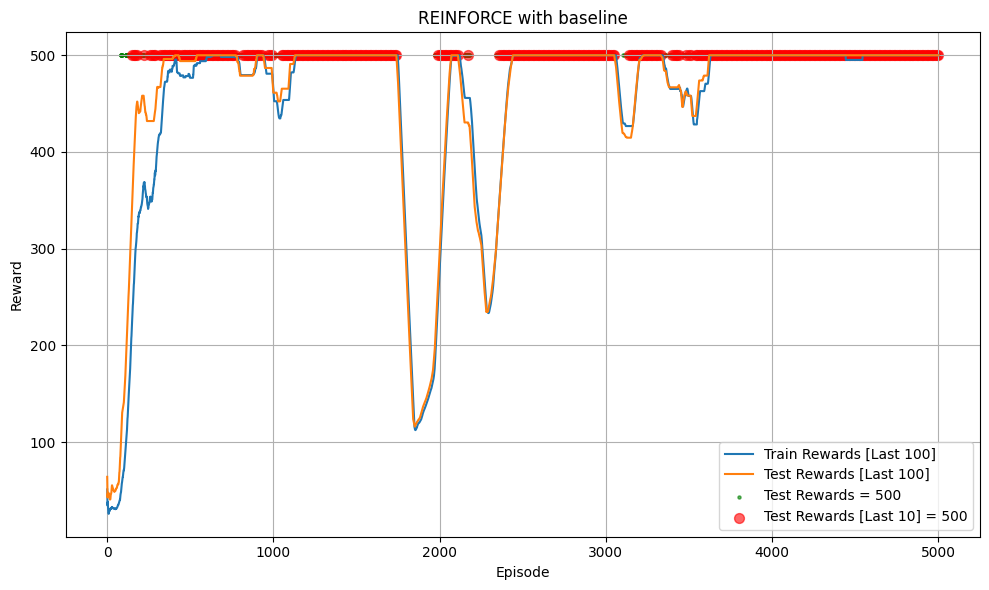 REINFORCE with baseline
500
400
300
200
100
Reward
0
1000
2000
3000
4000
5000
Episode
Train Rewards [Last 100]
Test Rewards [Last 100]
Test Rewards = 500
Test Rewards [Last 10] = 500